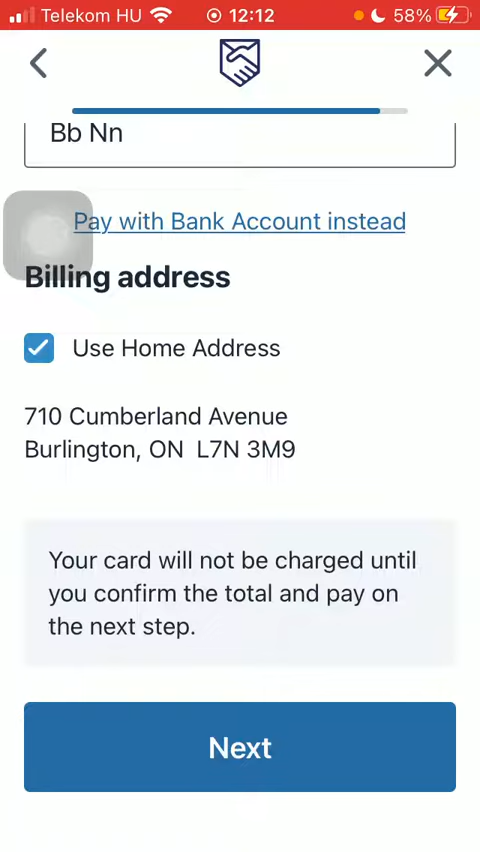 Telekom HU 12:12 58%
Bb Nn
Pay with Bank Account instead
Billing address
Use Home Address
710 Cumberland Avenue
Burlington, ON L7N 3M9
Your card will not be charged until
you confirm the total and pay on
the next step.
Next